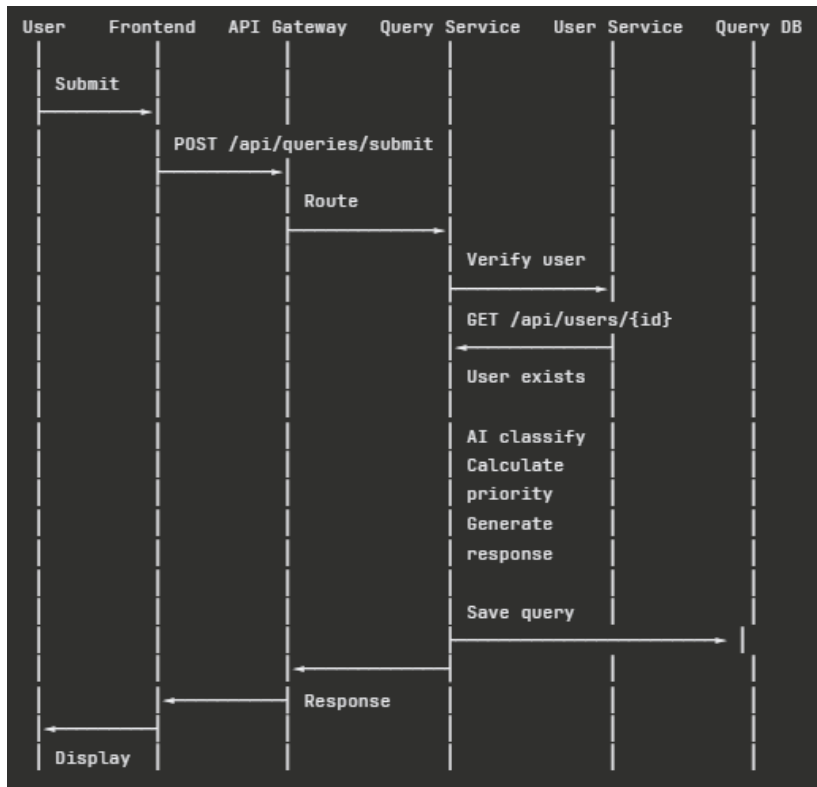 User Frontend API Gateway Query Service User Service Query DB
Submit
POST /api/queries/submit
Route
Verify user
GET /api/users/{id}
User exists
AI classify
Calculate
priority
Generate
response
Save query
Response
Display